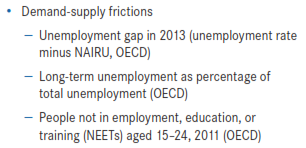 • Demand-supply frictions
– Unemployment gap in 2013 (unemployment rate
minus NAIRU, OECD)
– Long-term unemployment as percentage of
total unemployment (OECD)
– People not in employment, education, or
training (NEETs) aged 15–24, 2011 (OECD)